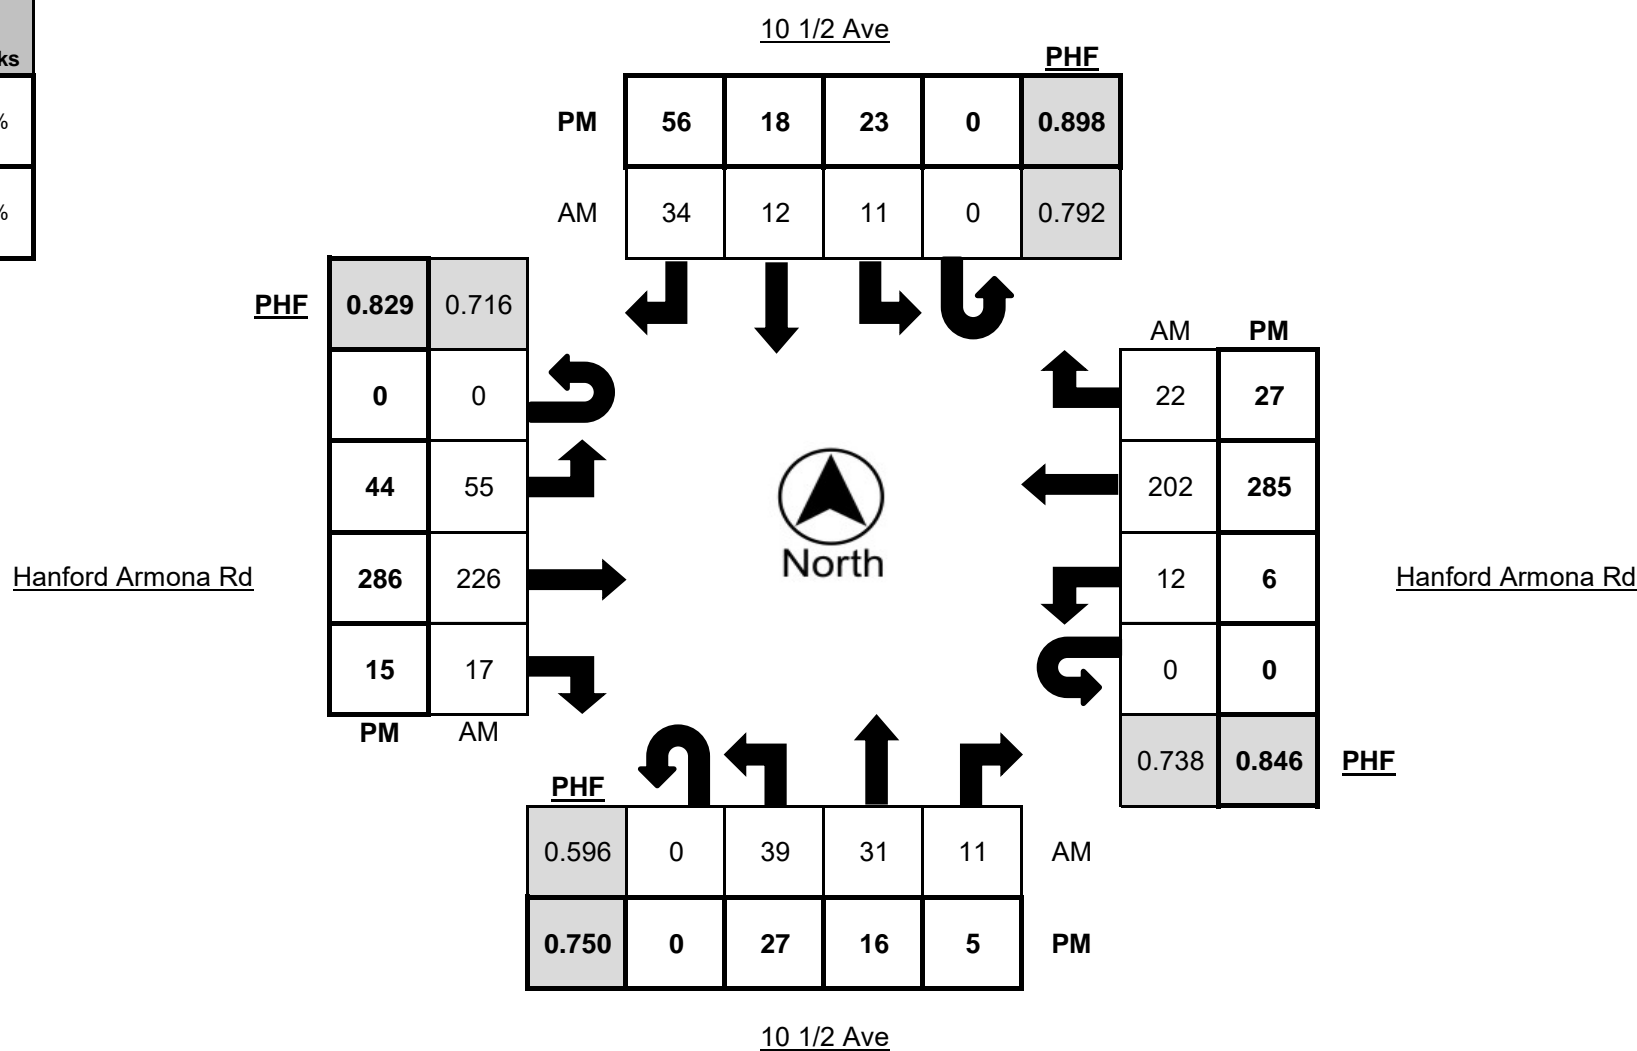 10 1/2 Ave
PHF
ks
PM 56 18 23 0 0.898
%
AM 34 12 11 0 0.792
%
PHF 0.829 0.716
AM PM
0 0
22 27
44 55
202 285
North
Hanford Armona Rd
286 226
12 6
Hanford Armona Rd
15 17
0 0
PM AM
0.738 0.846 PHF
PHF
0.596 0 39 31 11 AM
0.750 0 27 16 5 PM
10 1/2 Ave